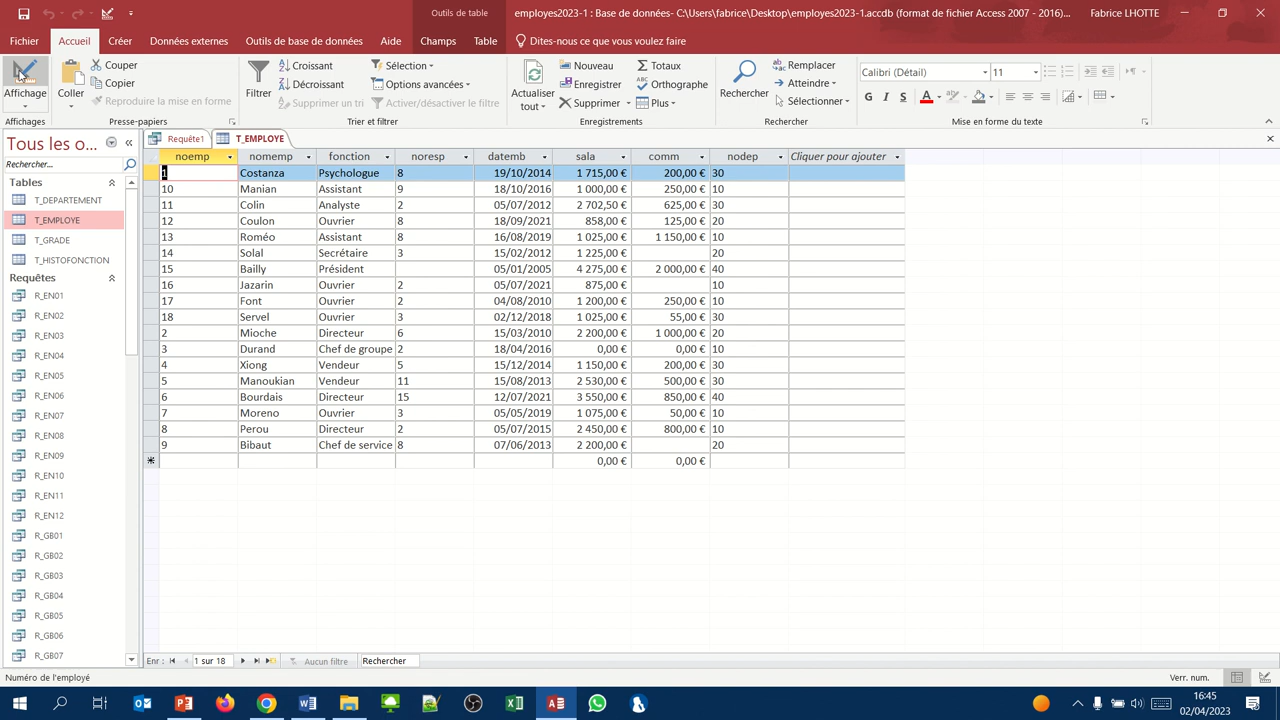 Outils de table
employes2023-1 : Base de données- C:\Users\fabrice\Desktop\employes2023-1.accdb (format de fichier Access 2007 - 2016)...
Fabrice LHOTTE
Fichier Accueil Créer Données externes Outils de base de données Aide Champs Table Dites-nous ce que vous voulez faire
Affichage
Affichages
Coller
Couper
Copier
Reproduire la mise en forme
Presse-papiers
Filtrer
Croissant
Décroissant
Supprimer un tri
Sélection
Options avancées
Activer/désactiver le filtre
Trier et filtrer
Actualiser
tout
Nouveau
Enregistrer
Supprimer
Totaux
Orthographe
Plus
Enregistrements
Rechercher
Remplacer
Atteindre
Sélectionner
Rechercher
Calibri (Détail) 11
G I S A
Mise en forme du texte
Tous les o...
Rechercher...
Tables
T_DEPARTEMENT
T_EMPLOYE
T_GRADE
T_HISTOFONCTION
Requêtes
R_EN01
R_EN02
R_EN03
R_EN04
R_EN05
R_EN06
R_EN07
R_EN08
R_EN09
R_EN10
R_EN11
R_EN12
R_GB01
R_GB02
R_GB03
R_GB04
R_GB05
R_GB06
R_GB07
Requête1 T_EMPLOYE
noemp nomemp fonction noresp datemb sala comm nodep Cliquer pour ajouter
1 Costanza Psychologue 8 19/10/2014 1 715,00 € 200,00 € 30
10 Manian Assistant 9 18/10/2016 1 000,00 € 250,00 € 10
11 Colin Analyste 2 05/07/2012 2 702,50 € 625,00 € 30
12 Coulon Ouvrier 8 18/09/2021 858,00 € 125,00 € 20
13 Roméo Assistant 8 16/08/2019 1 025,00 € 1 150,00 € 10
14 Solal Secrétaire 3 15/02/2012 1 225,00 € 20
15 Bailly Président 05/01/2005 4 275,00 € 2 000,00 € 40
16 Jazarin Ouvrier 2 05/07/2021 875,00 € 10
17 Font Ouvrier 2 04/08/2010 1 200,00 € 250,00 € 10
18 Servel Ouvrier 3 02/12/2018 1 025,00 € 55,00 € 30
2 Mioche Directeur 6 15/03/2010 2 200,00 € 1 000,00 € 20
3 Durand Chef de groupe 2 18/04/2016 0,00 € 0,00 € 10
4 Xiong Vendeur 5 15/12/2014 1 150,00 € 200,00 € 30
5 Manoukian Vendeur 11 15/08/2013 2 530,00 € 500,00 € 30
6 Bourdais Directeur 15 12/07/2021 3 550,00 € 850,00 € 40
7 Moreno Ouvrier 3 05/05/2019 1 075,00 € 50,00 € 10
8 Perou Directeur 2 05/07/2015 2 450,00 € 800,00 € 10
9 Bibaut Chef de service 8 07/06/2013 2 200,00 € 20
0,00 € 0,00 €
Enr : 1 sur 18 Aucun filtre Rechercher
Numéro de l'employé
Verr. num.
16:45
02/04/2023